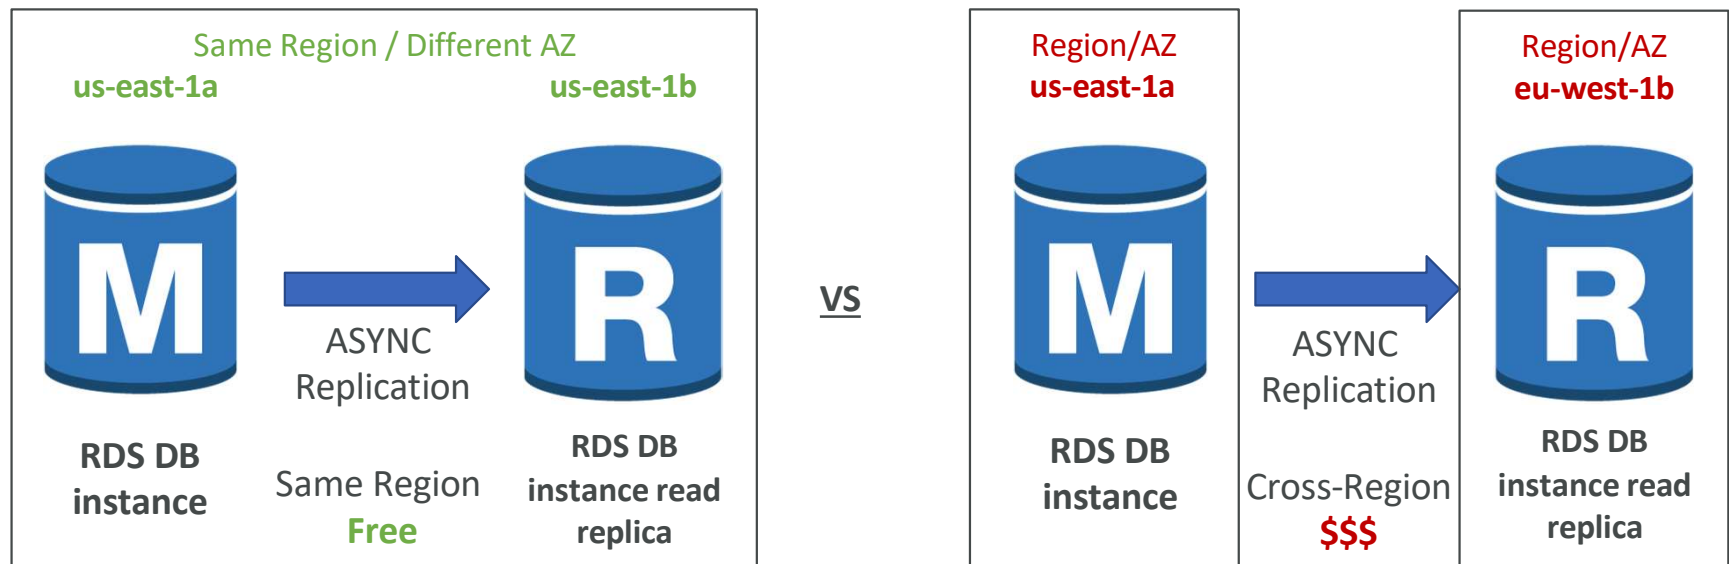 Same Region / Different AZ
us-east-1a
us-east-1b
M
R
ASYNC
Replication
RDS DB
instance
Same Region
Free
RDS DB
instance read
replica
VS
Region/AZ
us-east-1a
M
RDS DB
instance
ASYNC
Replication
Cross-Region
$$$
Region/AZ
eu-west-1b
R
RDS DB
instance read
replica